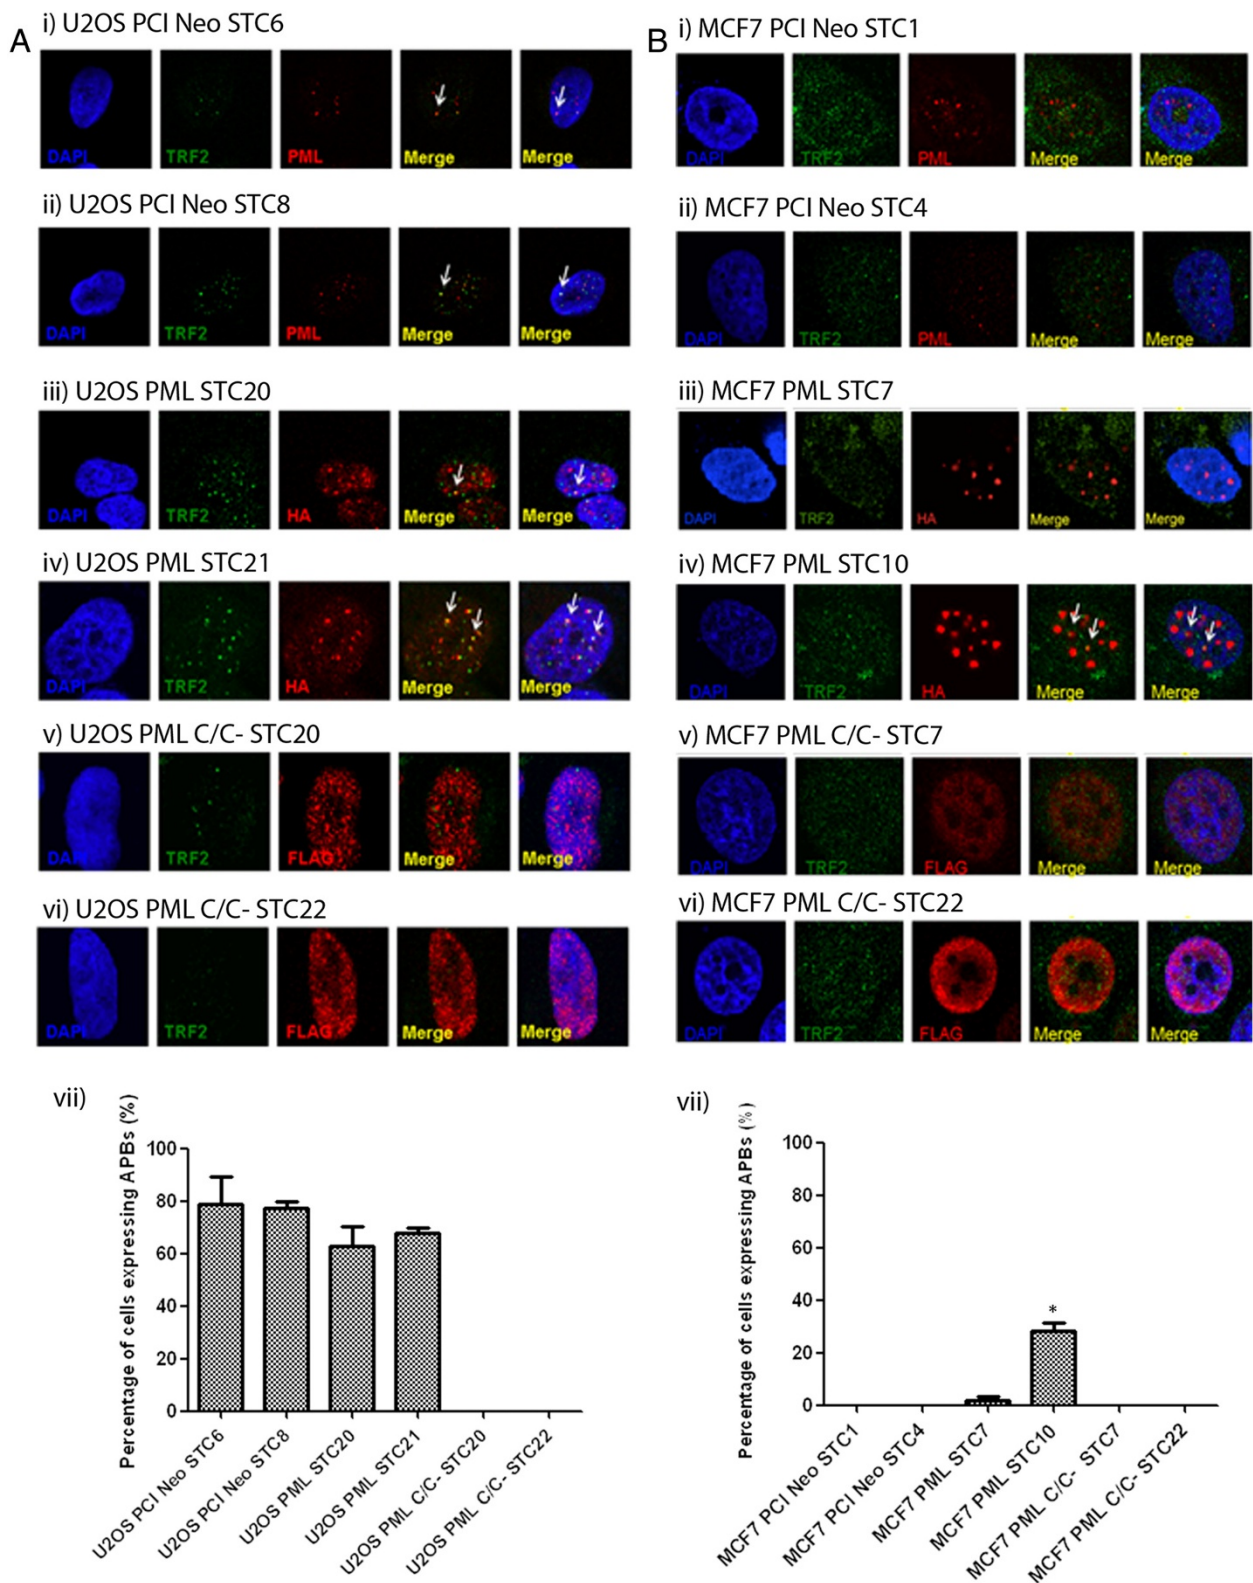 A
i) U2OS PCI Neo STC6
DAPI TRF2 PML Merge Merge
ii) U2OS PCI Neo STC8
DAPI TRF2 PML Merge Merge
iii) U2OS PML STC20
DAPI TRF2 HA Merge Merge
iv) U2OS PML STC21
DAPI TRF2 HA Merge Merge
v) U2OS PML C/C- STC20
DAPI TRF2 FLAG Merge Merge
vi) U2OS PML C/C- STC22
DAPI TRF2 FLAG Merge Merge
vii)
Percentage of cells expressing APBs (%)
100
80
60
40
20
0
U2OS PCI Neo STC6
U2OS PCI Neo STC8
U2OS PML STC20
U2OS PML STC21
U2OS PML C/C- STC20
U2OS PML C/C- STC22
B
i) MCF7 PCI Neo STC1
DAPI TRF2 PML Merge Merge
ii) MCF7 PCI Neo STC4
DAPI TRF2 PML Merge Merge
iii) MCF7 PML STC7
DAPI TRF2 HA Merge Merge
iv) MCF7 PML STC10
DAPI TRF2 HA Merge Merge
v) MCF7 PML C/C- STC7
DAPI TRF2 FLAG Merge Merge
vi) MCF7 PML C/C- STC22
DAPI TRF2 FLAG Merge Merge
vii)
Percentage of cells expressing APBs (%)
100
80
60
40
20
0
*
MCF7 PCI Neo STC1
MCF7 PCI Neo STC4
MCF7 PML STC7
MCF7 PML STC10
MCF7 PML C/C- STC7
MCF7 PML C/C- STC22